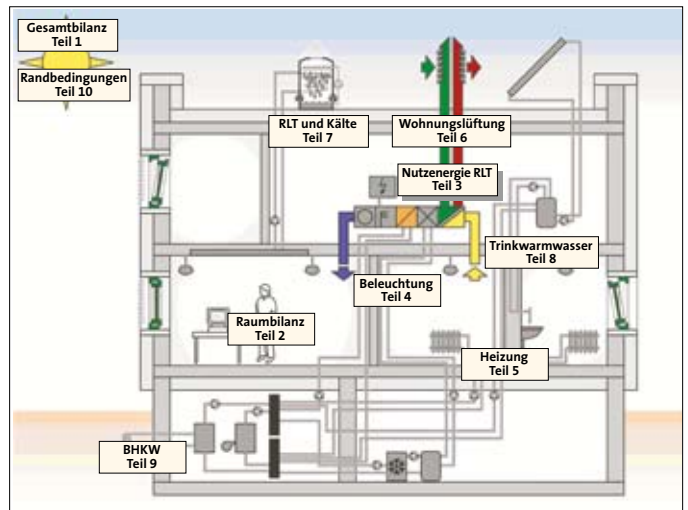 Gesamtbilanz
Teil 1
Randbedingungen
Teil 10
RLT und Kälte
Teil 7
Wohnungslüftung
Teil 6
Nutzenergie RLT
Teil 3
Trinkwarmwasser
Teil 8
Beleuchtung
Teil 4
Raumbilanz
Teil 2
Heizung
Teil 5
BHKW
Teil 9